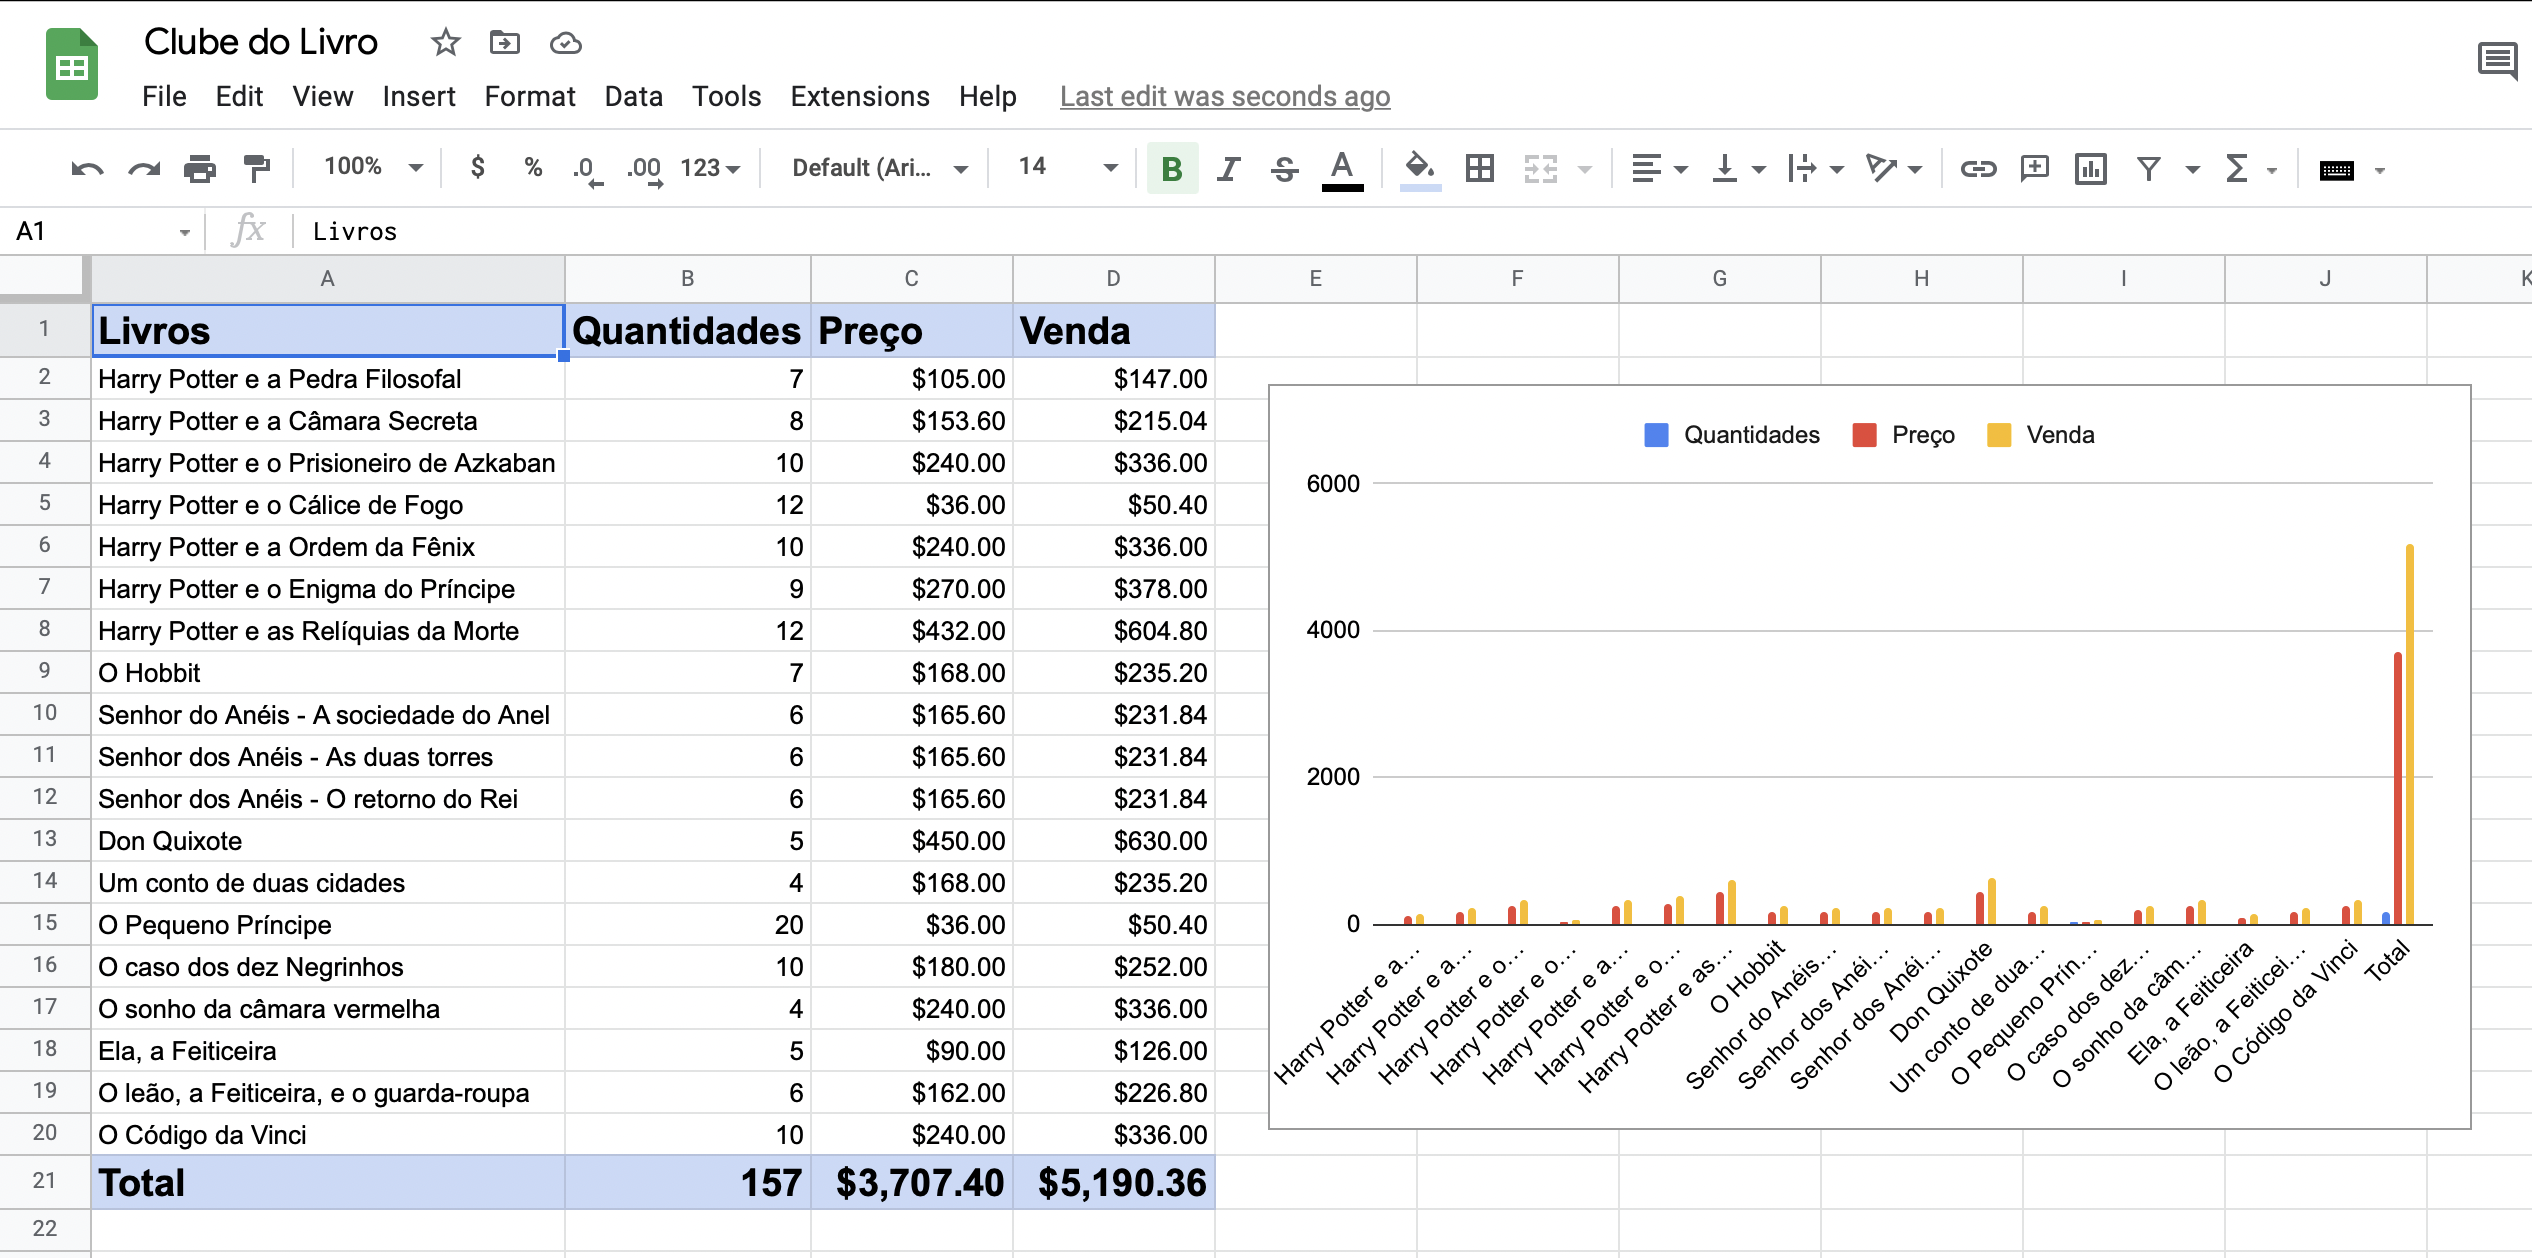 Clube do Livro
File Edit View Insert Format Data Tools Extensions Help Last edit was seconds ago
100% $ % .0 .00 123 Default (Ari... 14 B I S A
A1 fx Livros
A B C D E F G H I J K
1 Livros Quantidades Preço Venda
2 Harry Potter e a Pedra Filosofal 7 $105.00 $147.00
3 Harry Potter e a Câmara Secreta 8 $153.60 $215.04
4 Harry Potter e o Prisioneiro de Azkaban 10 $240.00 $336.00
5 Harry Potter e o Cálice de Fogo 12 $36.00 $50.40
6 Harry Potter e a Ordem da Fênix 10 $240.00 $336.00
7 Harry Potter e o Enigma do Príncipe 9 $270.00 $378.00
8 Harry Potter e as Relíquias da Morte 12 $432.00 $604.80
9 O Hobbit 7 $168.00 $235.20
10 Senhor do Anéis - A sociedade do Anel 6 $165.60 $231.84
11 Senhor dos Anéis - As duas torres 6 $165.60 $231.84
12 Senhor dos Anéis - O retorno do Rei 6 $165.60 $231.84
13 Don Quixote 5 $450.00 $630.00
14 Um conto de duas cidades 4 $168.00 $235.20
15 O Pequeno Príncipe 20 $36.00 $50.40
16 O caso dos dez Negrinhos 10 $180.00 $252.00
17 O sonho da câmara vermelha 4 $240.00 $336.00
18 Ela, a Feiticeira 5 $90.00 $126.00
19 O leão, a Feiticeira, e o guarda-roupa 6 $162.00 $226.80
20 O Código da Vinci 10 $240.00 $336.00
21 Total 157 $3,707.40 $5,190.36
22
Quantidades Preço Venda
6000
4000
2000
0
Harry Potter e a...
Harry Potter e a...
Harry Potter e o...
Harry Potter e o...
Harry Potter e a...
Harry Potter e o...
Harry Potter e as...
O Hobbit
Senhor do Anéis...
Senhor dos Anéi...
Senhor dos Anéi...
Don Quixote
Um conto de dua...
O Pequeno Prín...
O caso dos dez...
O sonho da câm...
Ela, a Feiticeira
O leão, a Feiticei...
O Código da Vinci
Total